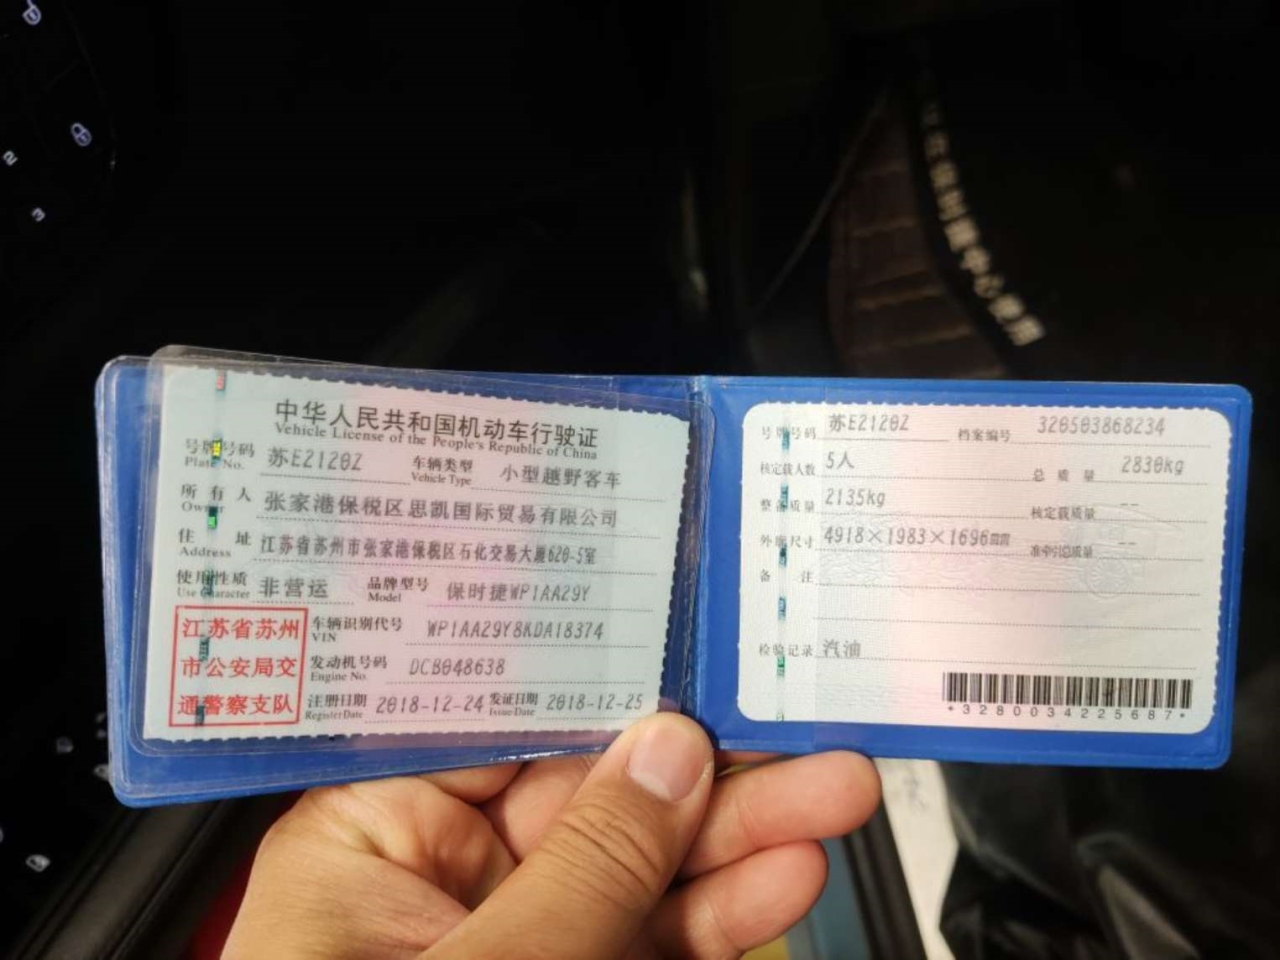 中华人民共和国机动车行驶证
Vehicle License of the People's Republic of China
号牌号码 苏E2120Z 车辆类型 小型越野客车
Plate No. Vehicle Type
所有人 张家港保税区思凯国际贸易有限公司
Owner
住址 江苏省苏州市张家港保税区石化交易大厦620-5室
Address
使用性质 非营运 品牌型号 保时捷WP1AA29Y
Use Character Model
江苏省苏州
市公安局交
通警察支队
车辆识别代号 WP1AA29Y8KDA18374
VIN
发动机号码 DCB048638
Engine No.
注册日期 2018-12-24 发证日期 2018-12-25
Register Date Issue Date
号牌号码 苏E2120Z 档案编号 320503868234
核定载人数 5人 总质量 2830kg
整备质量 2135kg 核定载质量 --
外廓尺寸 4918×1983×1696mm 准牵引总质量 --
备注
检验记录 汽油
*3280034225687*
2
3